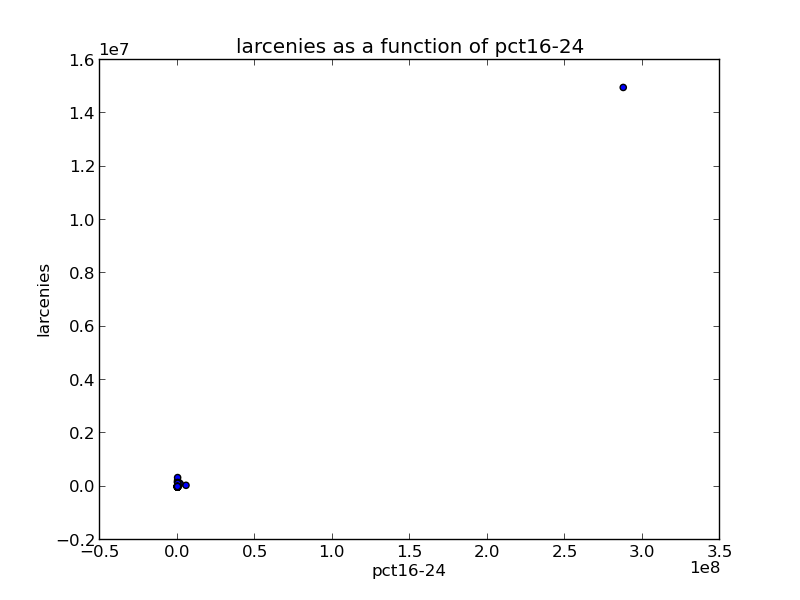 larcenies as a function of pct16-24
1e7
1.6
1.4
1.2
1.0
0.8
0.6
0.4
0.2
0.0
−0.2
larcenies
−0.5 0.0 0.5 1.0 1.5 2.0 2.5 3.0 3.5
1e8
pct16-24